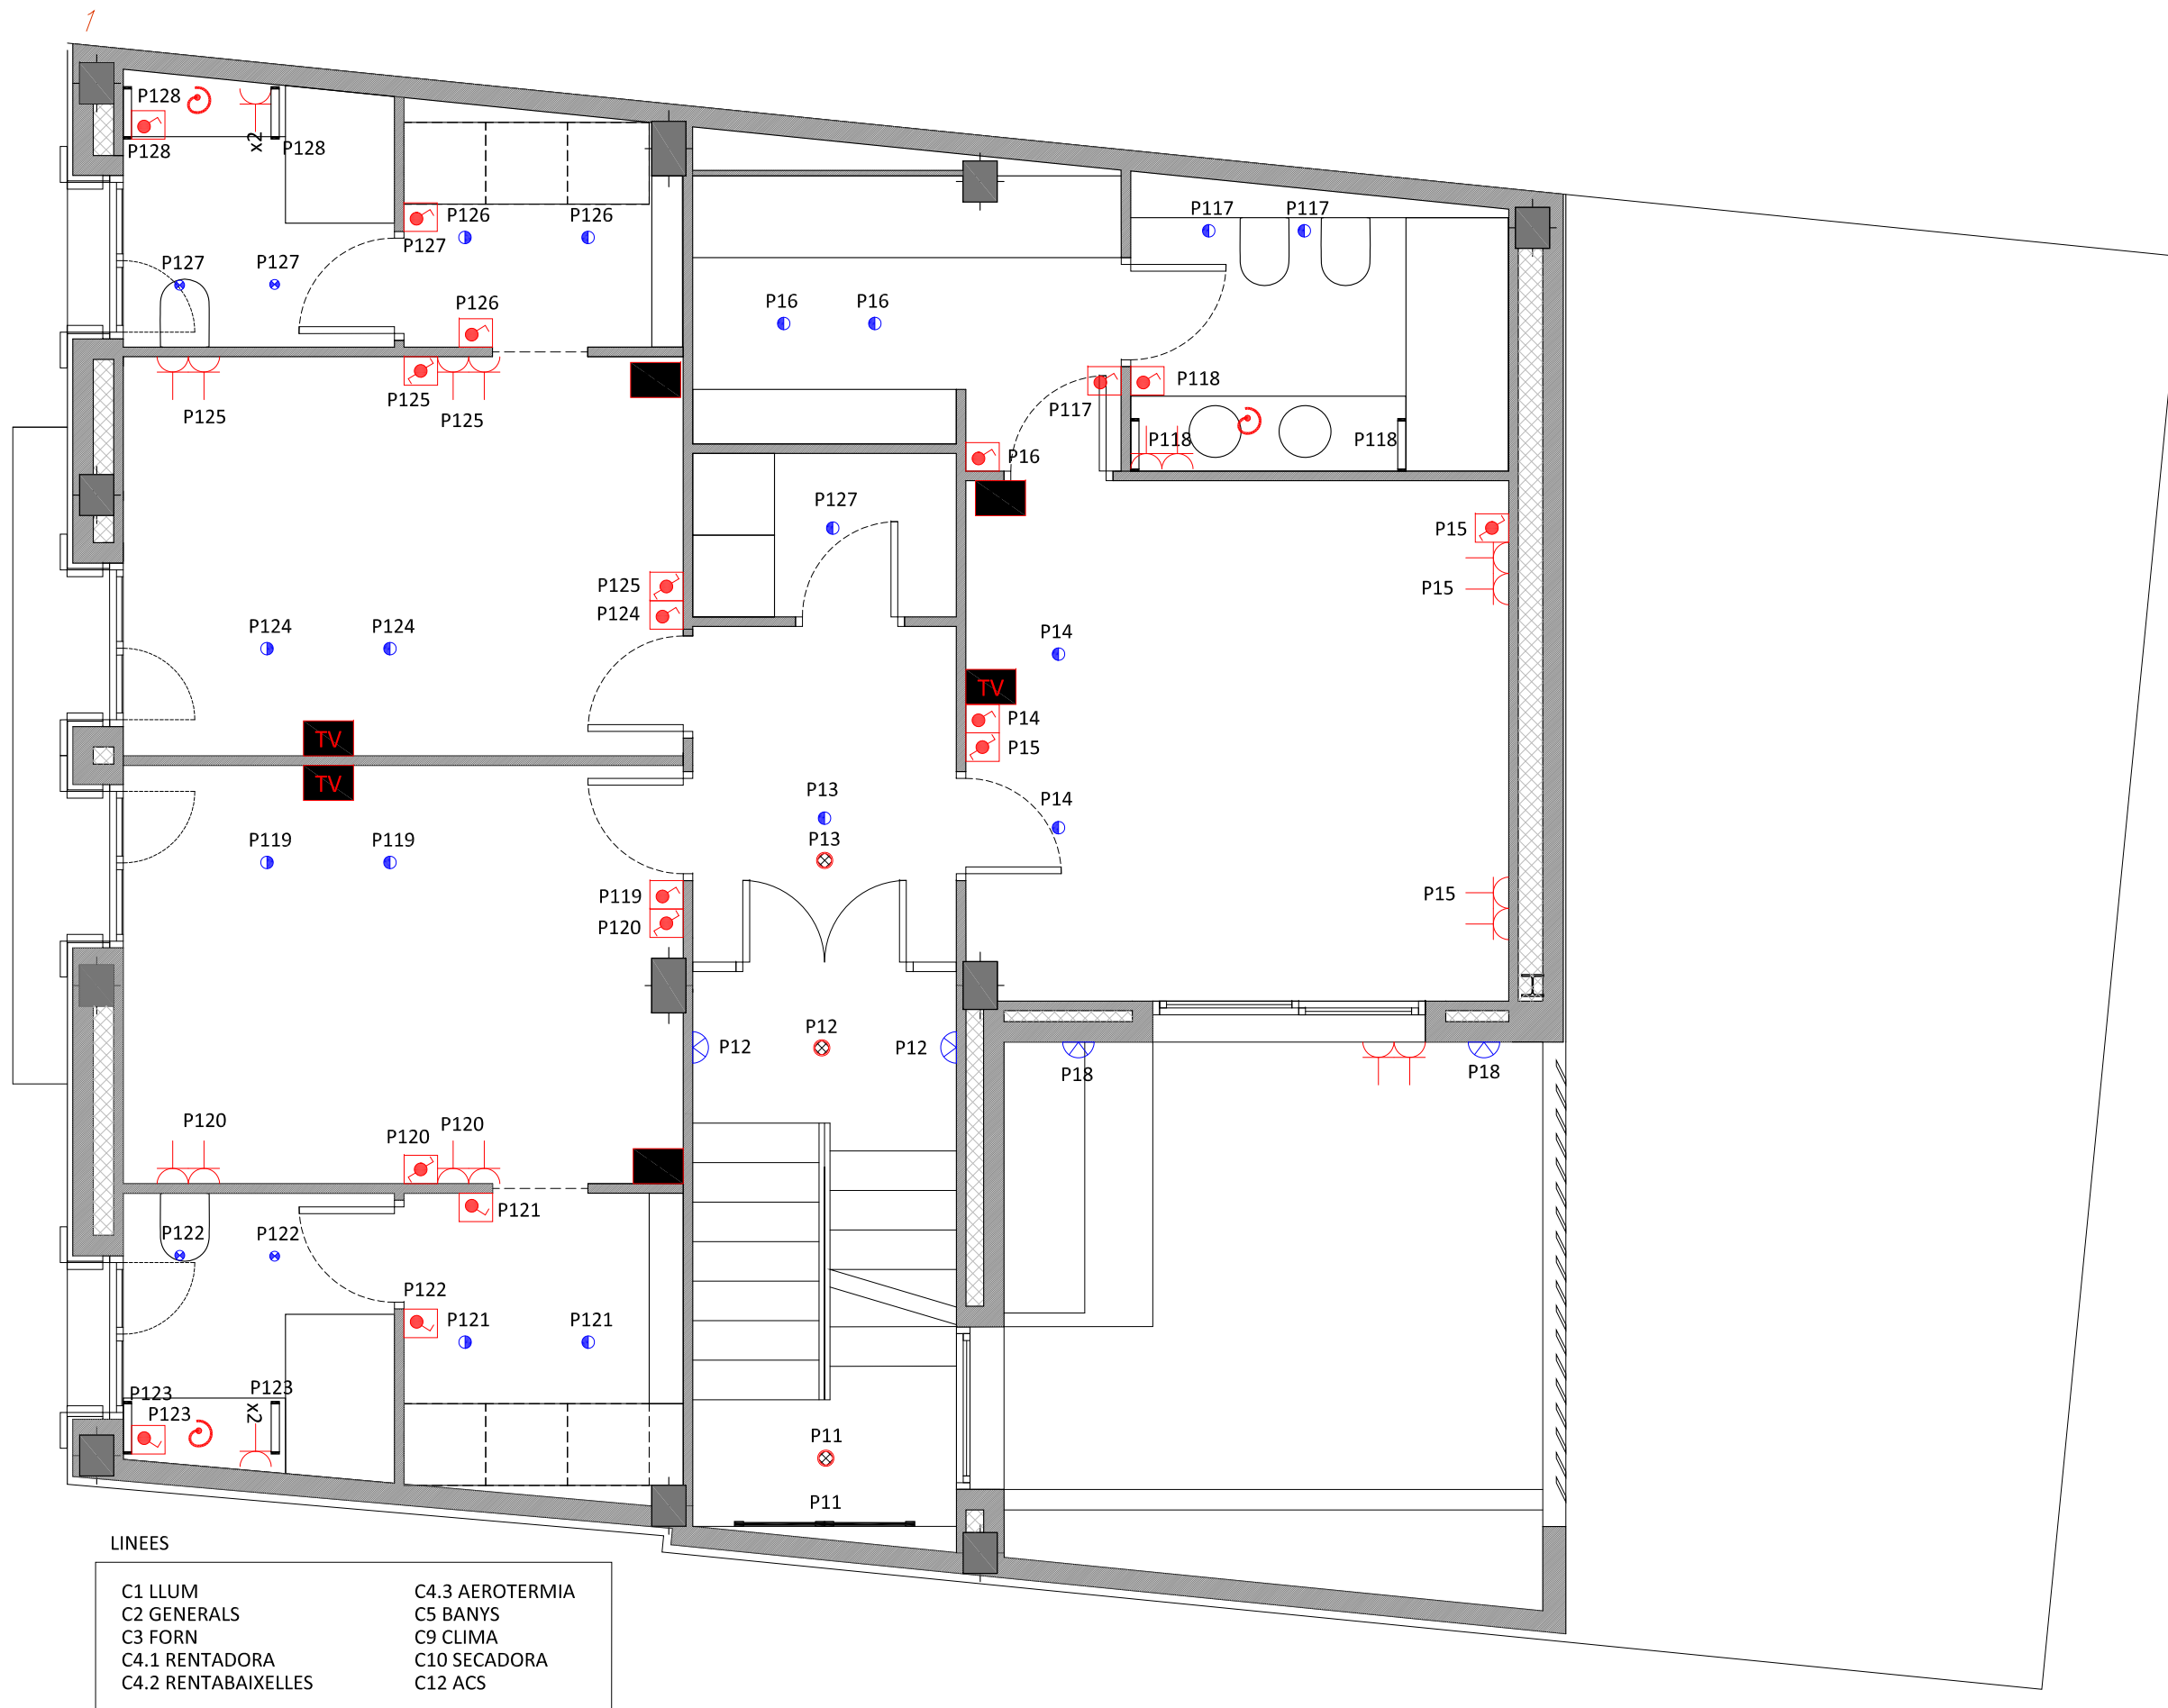 1
P128
x2
P128
P128
P126
P126
P127
P117
P117
P127
P127
P126
P16
P16
P125
P125
P125
P118
P117
P118
P118
P16
P127
P15
P125
P15
P124
P124
P124
P14
TV
P14
P15
TV
TV
P13
P14
P119
P119
P13
P119
P15
P120
P12
P12
P12
P18
P18
P120
P120
P120
P121
P122
P122
P122
P121
P121
P123
P123
P123
x2
P11
P11
LINEES
C1 LLUM
C2 GENERALS
C3 FORN
C4.1 RENTADORA
C4.2 RENTABAIXELLES
C4.3 AEROTERMIA
C5 BANYS
C9 CLIMA
C10 SECADORA
C12 ACS